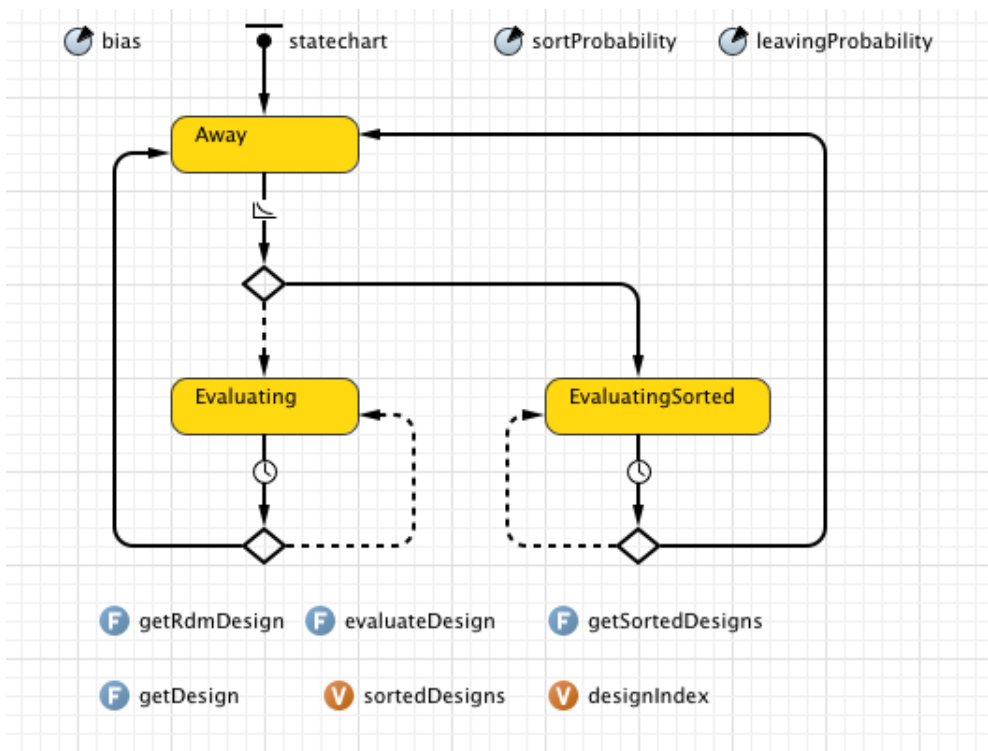 bias
statechart
sortProbability
leavingProbability
Away
Evaluating
EvaluatingSorted
F getRdmDesign
F evaluateDesign
F getSortedDesigns
F getDesign
V sortedDesigns
V designIndex